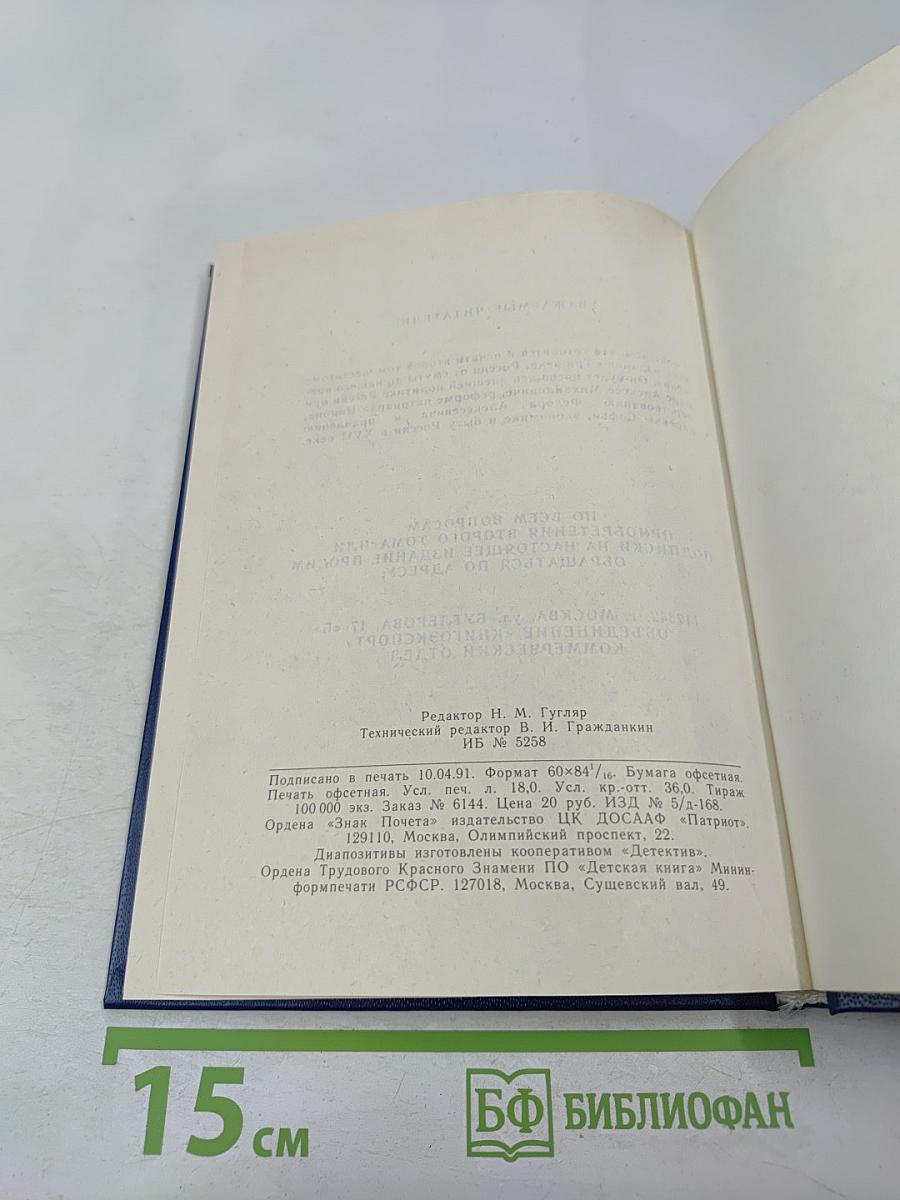 Редактор Н. М. Гугляр
Технический редактор В. И. Гражданкин
ИБ № 5258
Подписано в печать 10.04.91. Формат 60×84¹/₁₆. Бумага офсетная.
Печать офсетная. Усл. печ. л. 18,0. Усл. кр.-отт. 36,0. Тираж
100 000 экз. Заказ № 6144. Цена 20 руб. ИЗД № 5/д-168.
Ордена «Знак Почета» издательство ЦК ДОСААФ «Патриот».
129110, Москва, Олимпийский проспект, 22.
Диапозитивы изготовлены кооперативом «Детектив».
Ордена Трудового Красного Знамени ПО «Детская книга» Минин-
формпечати РСФСР. 127018, Москва, Сущевский вал, 49.
15 см
БФ БИБЛИОФАН